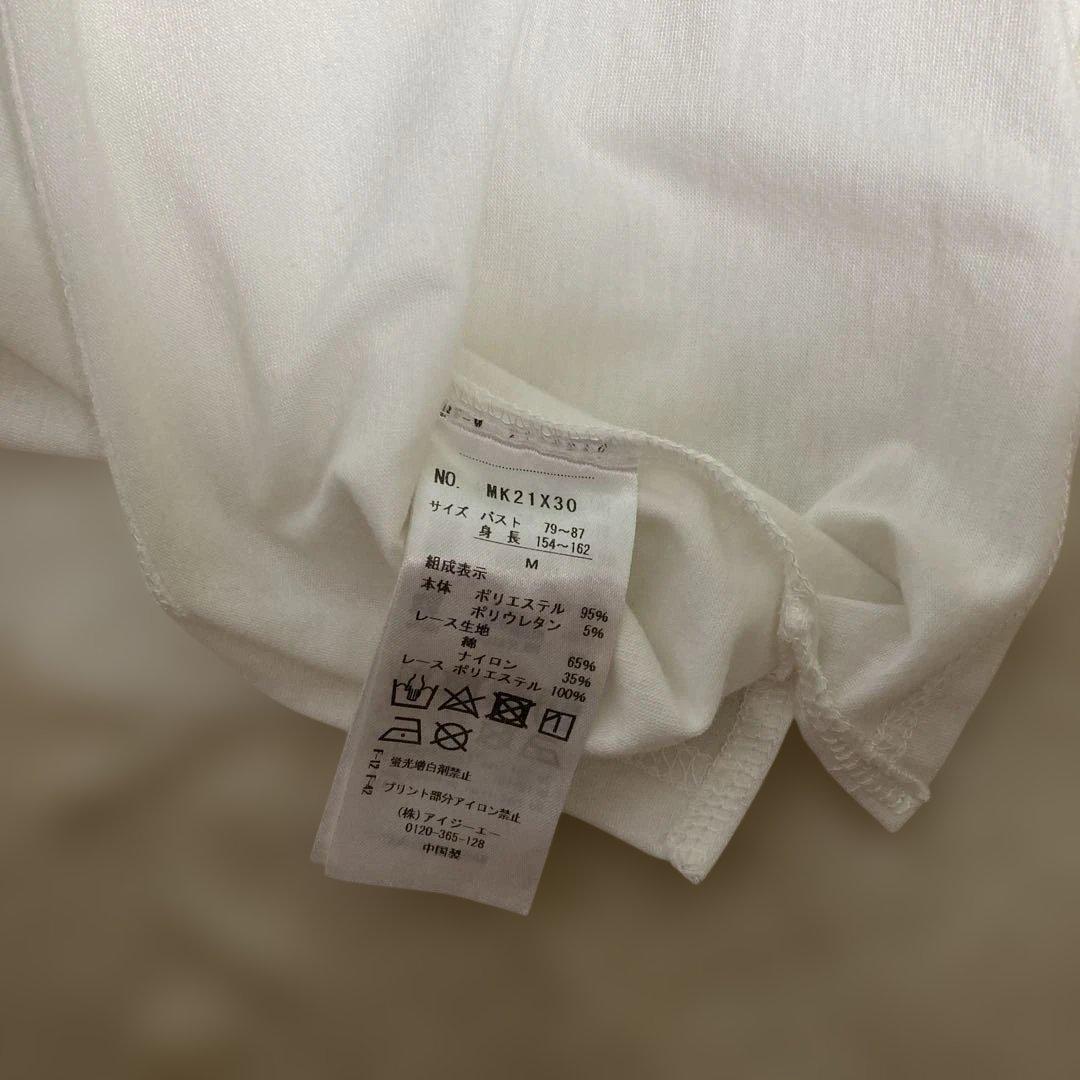 NO. MK21X30
サイズ バスト 79~87
身長 154~162
M
組成表示
本体 ポリエステル 95%
ポリウレタン 5%
レース生地
綿 65%
ナイロン 35%
レース ポリエステル 100%
F-12 F-42
蛍光増白剤禁止
プリント部分アイロン禁止
(株)アイジーエー
0120-365-128
中国製